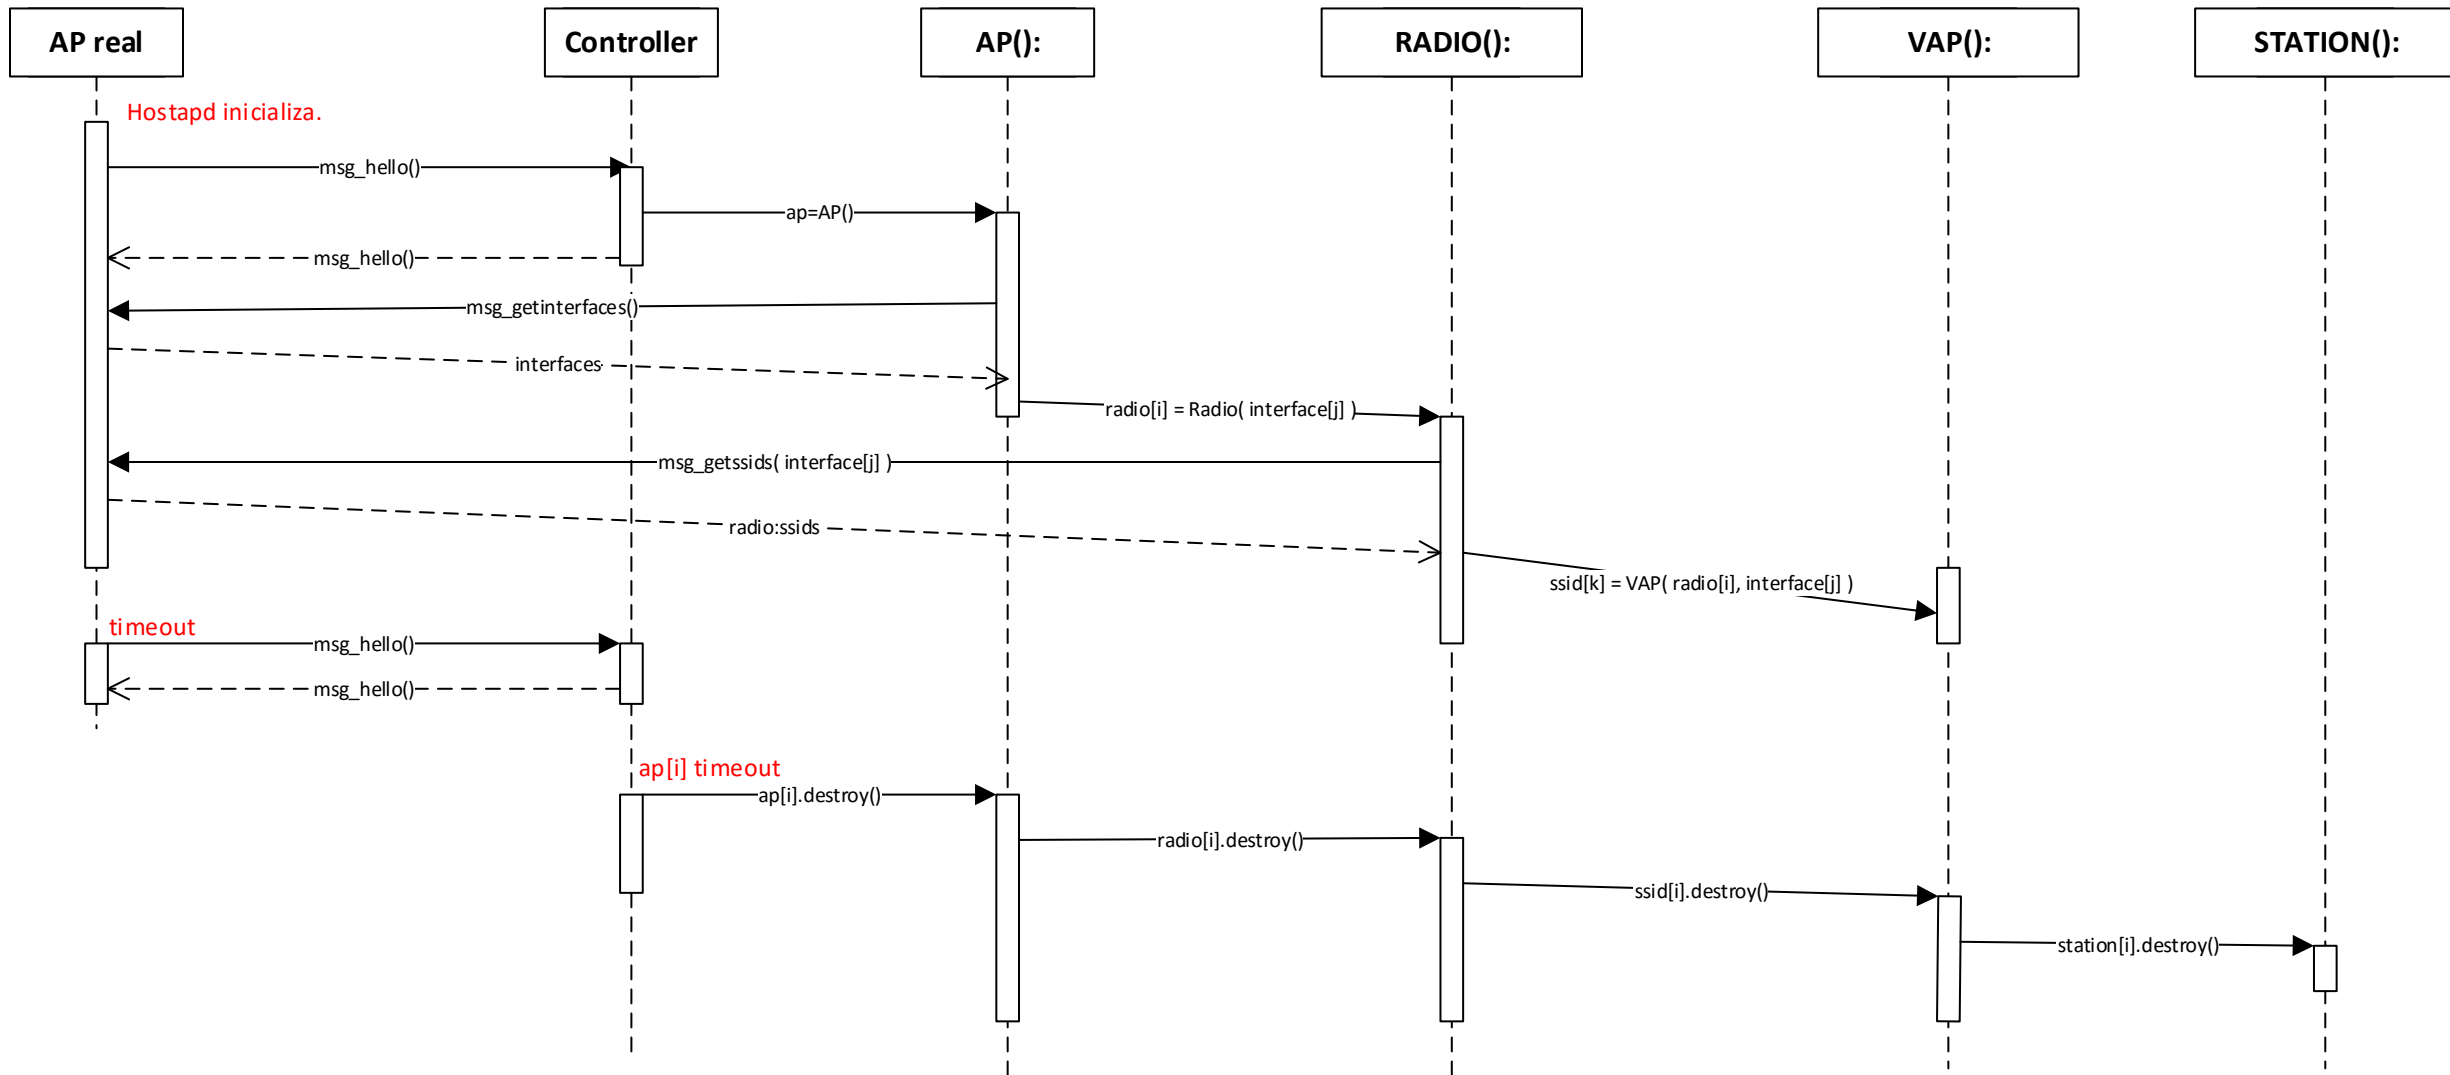 AP real
Controller
AP():
RADIO():
VAP():
STATION():
Hostapd inicializa.
msg_hello()
ap=AP()
msg_hello()
msg_getinterfaces()
interfaces
radio[i] = Radio( interface[j] )
msg_getssids( interface[j] )
radio:ssids
ssid[k] = VAP( radio[i], interface[j] )
timeout
msg_hello()
msg_hello()
ap[i] timeout
ap[i].destroy()
radio[i].destroy()
ssid[i].destroy()
station[i].destroy()